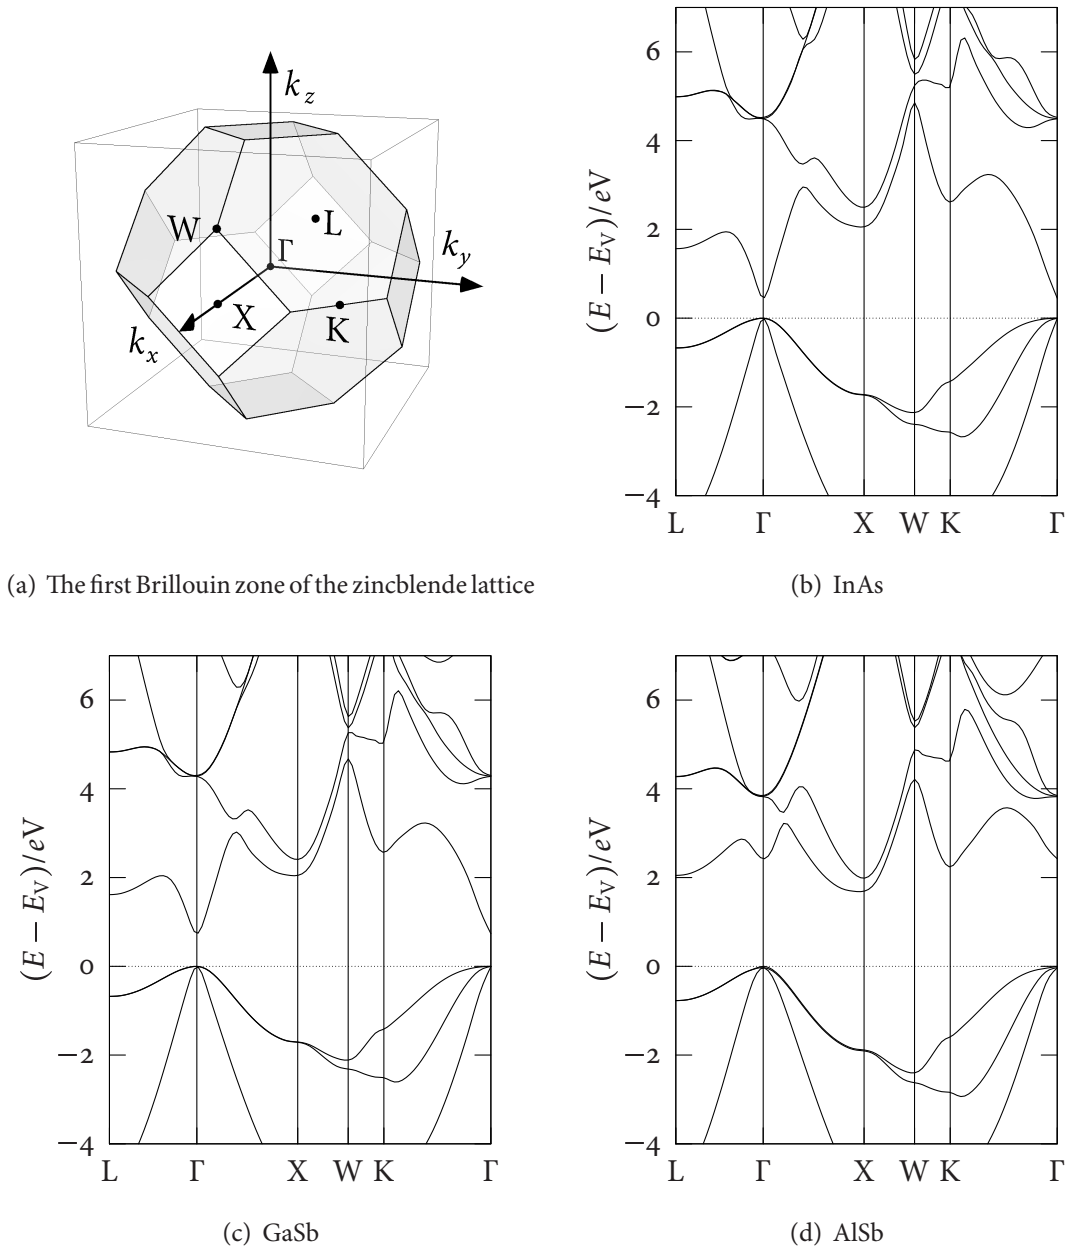 k_z
W
L
Γ
k_y
X
K
k_x
(a) The first Brillouin zone of the zincblende lattice
(E − E_V)/eV
6
4
2
0
−2
−4
L Γ X W K Γ
(b) InAs
(E − E_V)/eV
6
4
2
0
−2
−4
L Γ X W K Γ
(c) GaSb
(E − E_V)/eV
6
4
2
0
−2
−4
L Γ X W K Γ
(d) AlSb